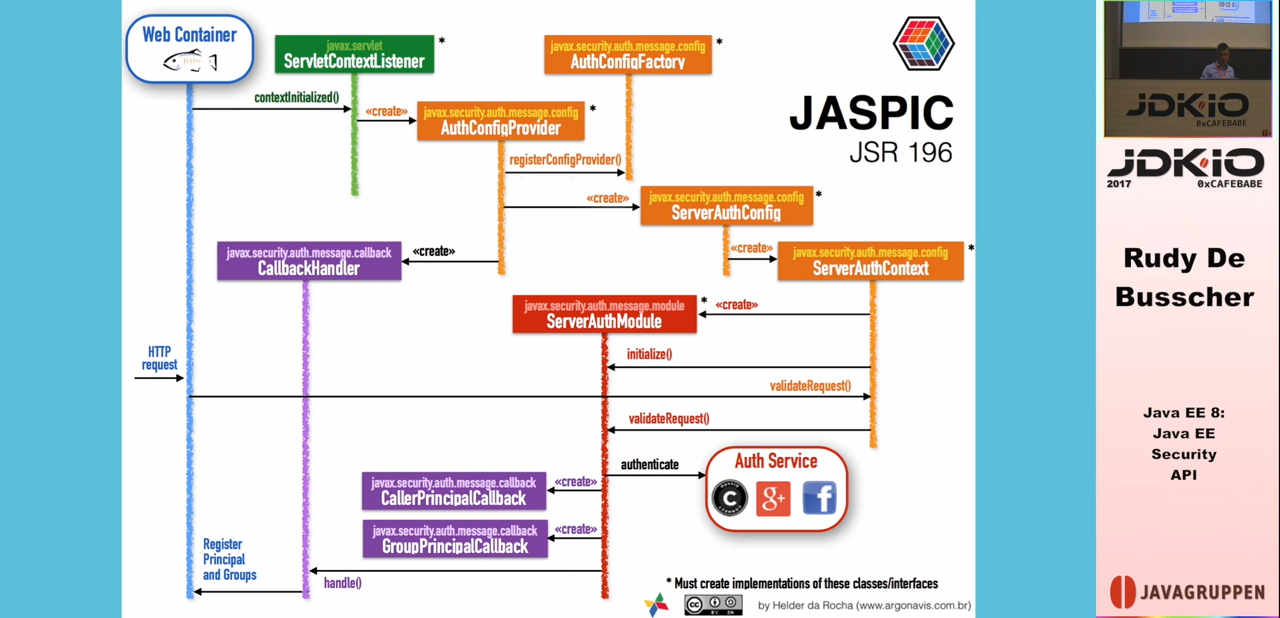 Web Container
javax.servlet
ServletContextListener
*
javax.security.auth.message.config
AuthConfigFactory
*
contextInitialized()
«create»
javax.security.auth.message.config
AuthConfigProvider
*
JASPIC
JSR 196
registerConfigProvider()
«create»
javax.security.auth.message.config
ServerAuthConfig
*
javax.security.auth.message.callback
CallbackHandler
«create»
«create»
javax.security.auth.message.config
ServerAuthContext
*
javax.security.auth.message.module
ServerAuthModule
*
«create»
HTTP
request
initialize()
validateRequest()
validateRequest()
authenticate
Auth Service
C
g+
f
javax.security.auth.message.callback
CallerPrincipalCallback
«create»
javax.security.auth.message.callback
GroupPrincipalCallback
«create»
Register
Principal
and Groups
handle()
* Must create implementations of these classes/interfaces
cc
by Helder da Rocha (www.argonavis.com.br)
JDK.IO
0xCAFEBABE
JDK.IO
2017
0xCAFEBABE
Rudy De
Busscher
Java EE 8:
Java EE
Security
API
JAVAGRUPPEN